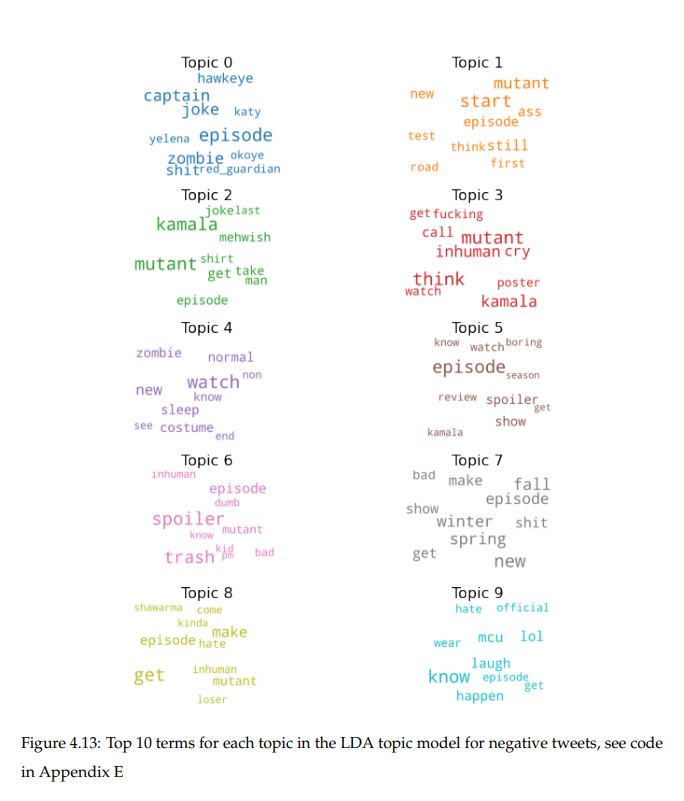 Topic 0
hawkeye
captain
joke katy
yelena episode
zombie okoye
shit red_guardian
Topic 1
mutant
new
start
ass
episode
test
think still
road first
Topic 2
joke last
kamala
mehwish
mutant shirt
get take
man
episode
Topic 3
get fucking
call mutant
inhuman cry
think poster
watch
kamala
Topic 4
zombie normal
watch non
new
know
sleep
see costume
end
Topic 5
know watch boring
episode
season
review spoiler
get
show
kamala
Topic 6
inhuman
episode
dumb
spoiler
know mutant
trash kid bad
pm
Topic 7
bad make fall
episode
show
winter shit
spring
get
new
Topic 8
shawarma come
kinda
make
episode hate
get inhuman
mutant
loser
Topic 9
hate official
wear mcu lol
laugh
know episode
get
happen
Figure 4.13: Top 10 terms for each topic in the LDA topic model for negative tweets, see code
in Appendix E